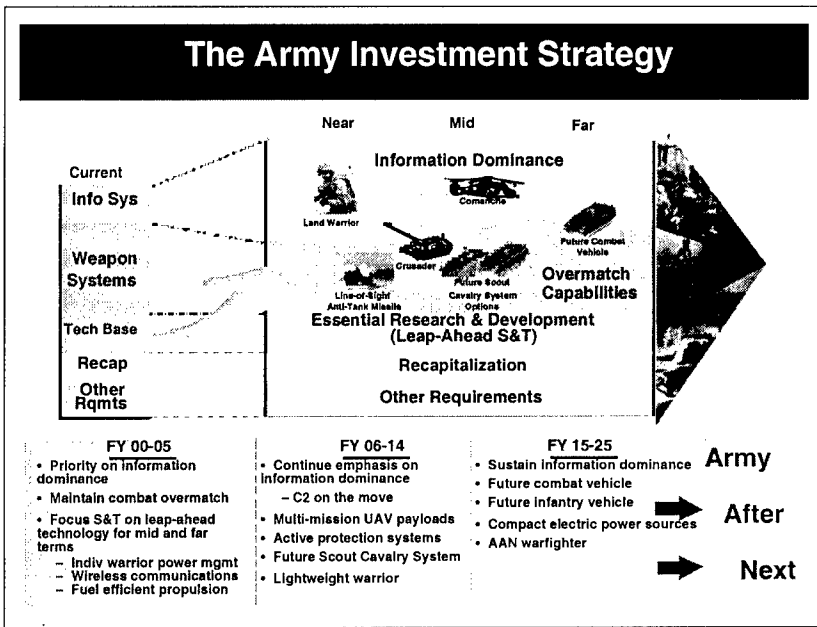 The Army Investment Strategy
Near Mid Far
Current
Info Sys
Weapon
Systems
Tech Base
Recap
Other
Rqmts
Information Dominance
Land Warrior
Comanche
Crusader
Future Combat
Vehicle
Line-of-Sight
Anti-Tank Missile
Future Scout
Cavalry System
Options
Overmatch
Capabilities
Essential Research & Development
(Leap-Ahead S&T)
Recapitalization
Other Requirements
FY 00-05
• Priority on information
dominance
• Maintain combat overmatch
• Focus S&T on leap-ahead
technology for mid and far
terms
– Indiv warrior power mgmt
– Wireless communications
– Fuel efficient propulsion
FY 06-14
• Continue emphasis on
information dominance
– C2 on the move
• Multi-mission UAV payloads
• Active protection systems
• Future Scout Cavalry System
• Lightweight warrior
FY 15-25
• Sustain information dominance
• Future combat vehicle
• Future infantry vehicle
• Compact electric power sources
• AAN warfighter
Army
After
Next